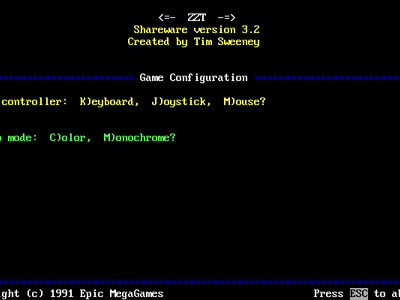 <=-  ZZT  -=>
Shareware version 3.2
Created by Tim Sweeney
Game Configuration
controller:  K)eyboard,  J)oystick,  M)ouse?
mode:  C)olor,  M)onochrome?
ght (c) 1991 Epic MegaGames Press ESC to a